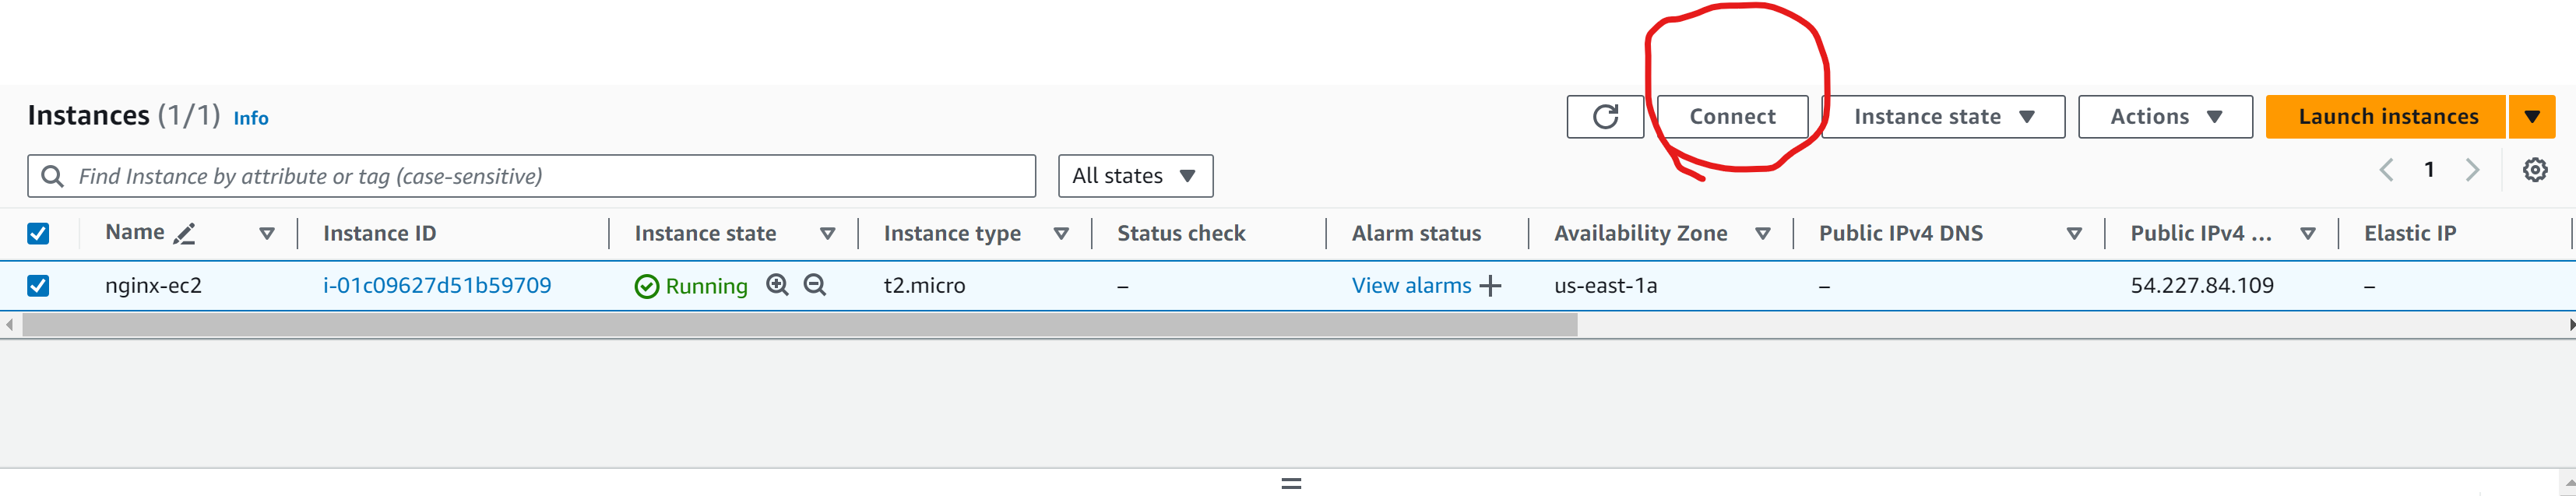 Instances (1/1) Info Connect Instance state Actions Launch instances
Find Instance by attribute or tag (case-sensitive) All states 1
Name Instance ID Instance state Instance type Status check Alarm status Availability Zone Public IPv4 DNS Public IPv4 ... Elastic IP
nginx-ec2 i-01c09627d51b59709 Running t2.micro – View alarms + us-east-1a – 54.227.84.109 –